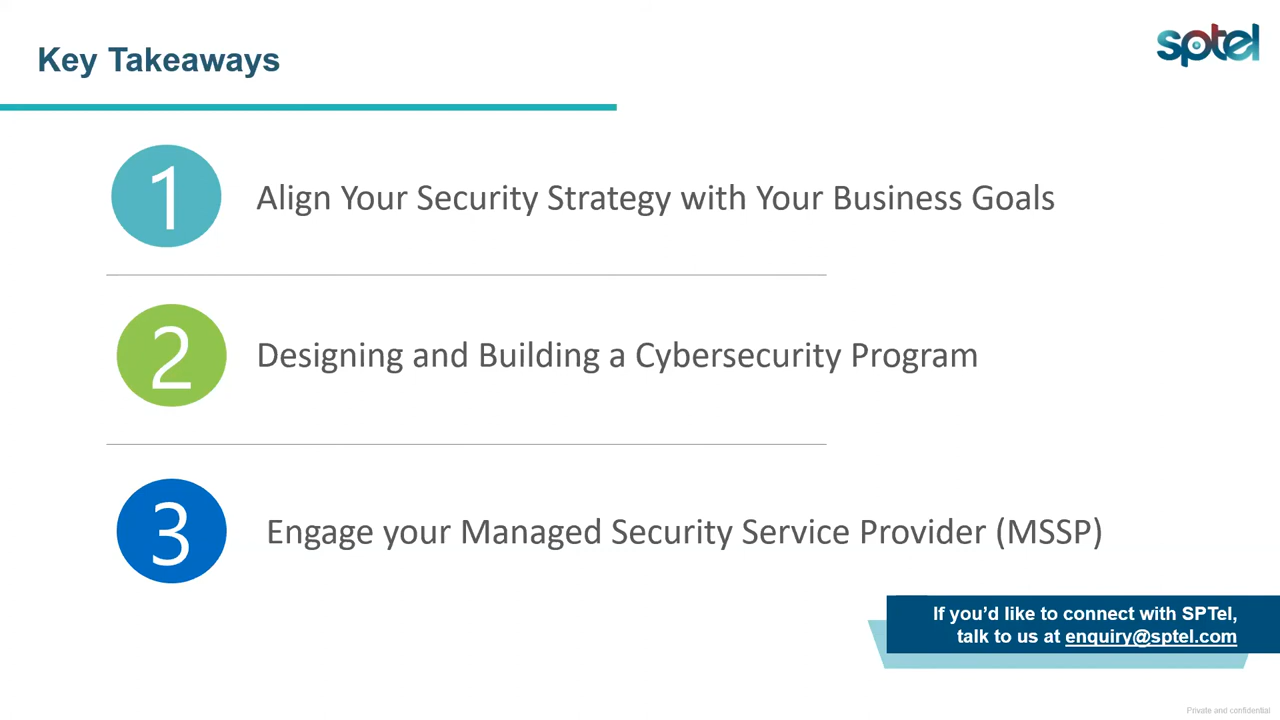 Key Takeaways
sptel
1
Align Your Security Strategy with Your Business Goals
2
Designing and Building a Cybersecurity Program
3
Engage your Managed Security Service Provider (MSSP)
If you’d like to connect with SPTel,
talk to us at enquiry@sptel.com
Private and confidential